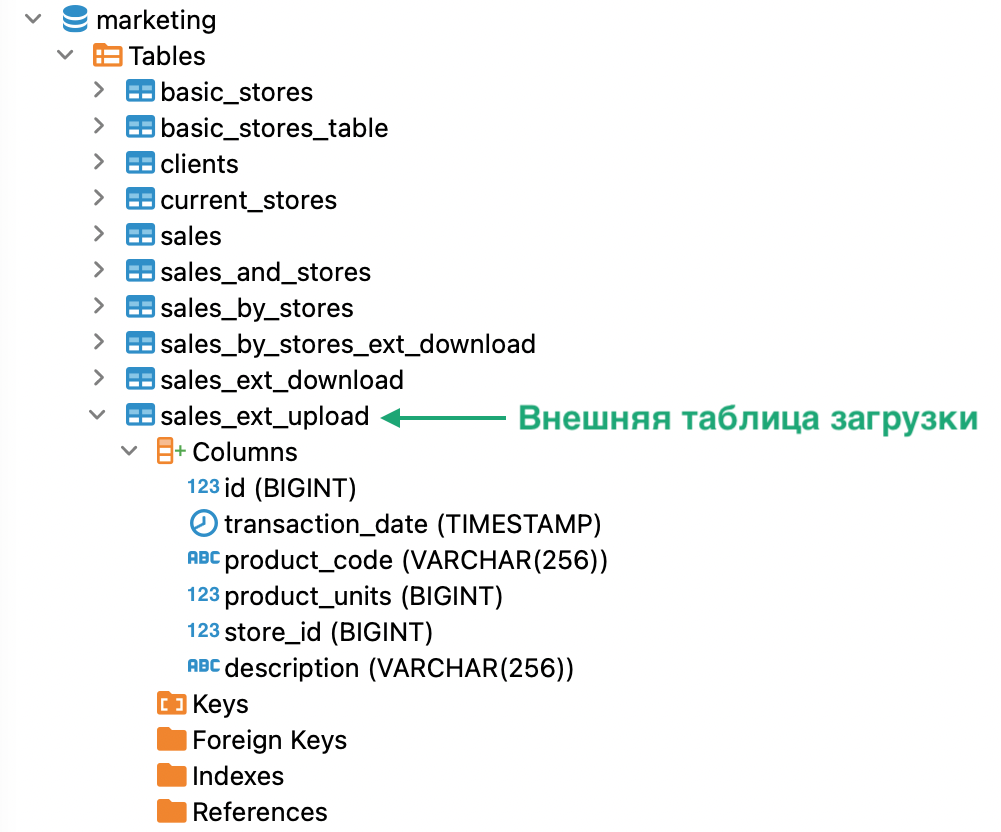 marketing
Tables
basic_stores
basic_stores_table
clients
current_stores
sales
sales_and_stores
sales_by_stores
sales_by_stores_ext_download
sales_ext_download
sales_ext_upload Внешняя таблица загрузки
Columns
123 id (BIGINT)
transaction_date (TIMESTAMP)
ABC product_code (VARCHAR(256))
123 product_units (BIGINT)
123 store_id (BIGINT)
ABC description (VARCHAR(256))
Keys
Foreign Keys
Indexes
References